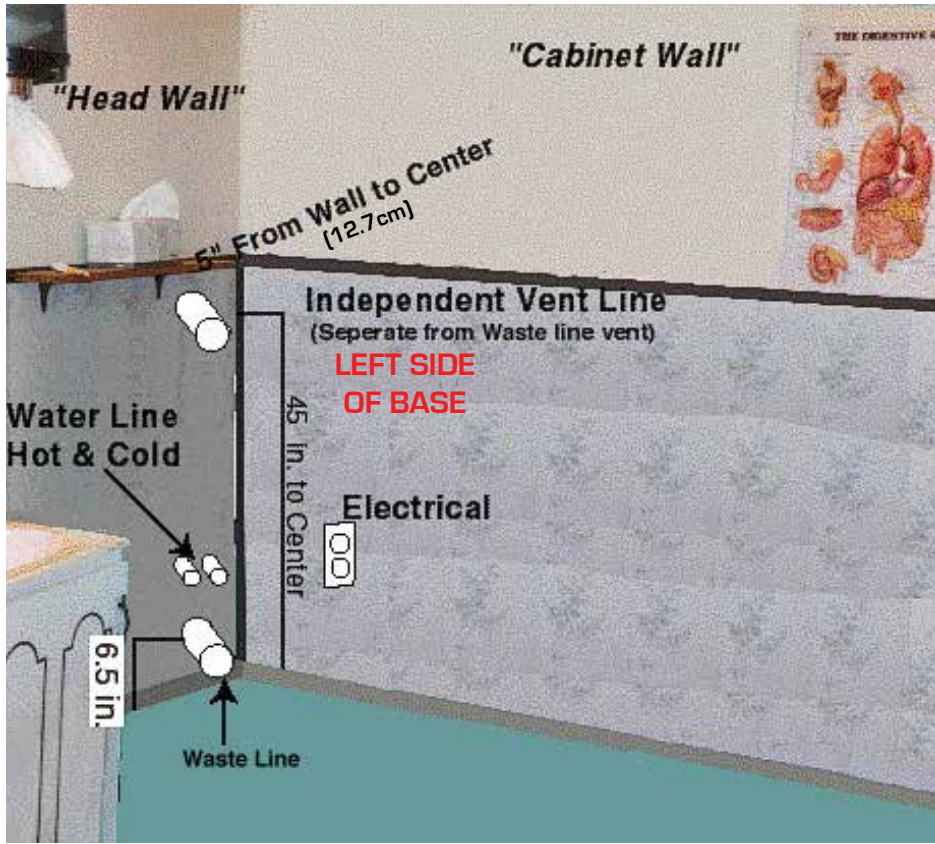 THE DIGESTIVE
"Cabinet Wall"
"Head Wall"
5" From Wall to Center
(12.7cm)
Independent Vent Line
(Seperate from Waste line vent)
LEFT SIDE
OF BASE
45 in. to Center
Water Line
Hot & Cold
Electrical
6.5 in.
Waste Line